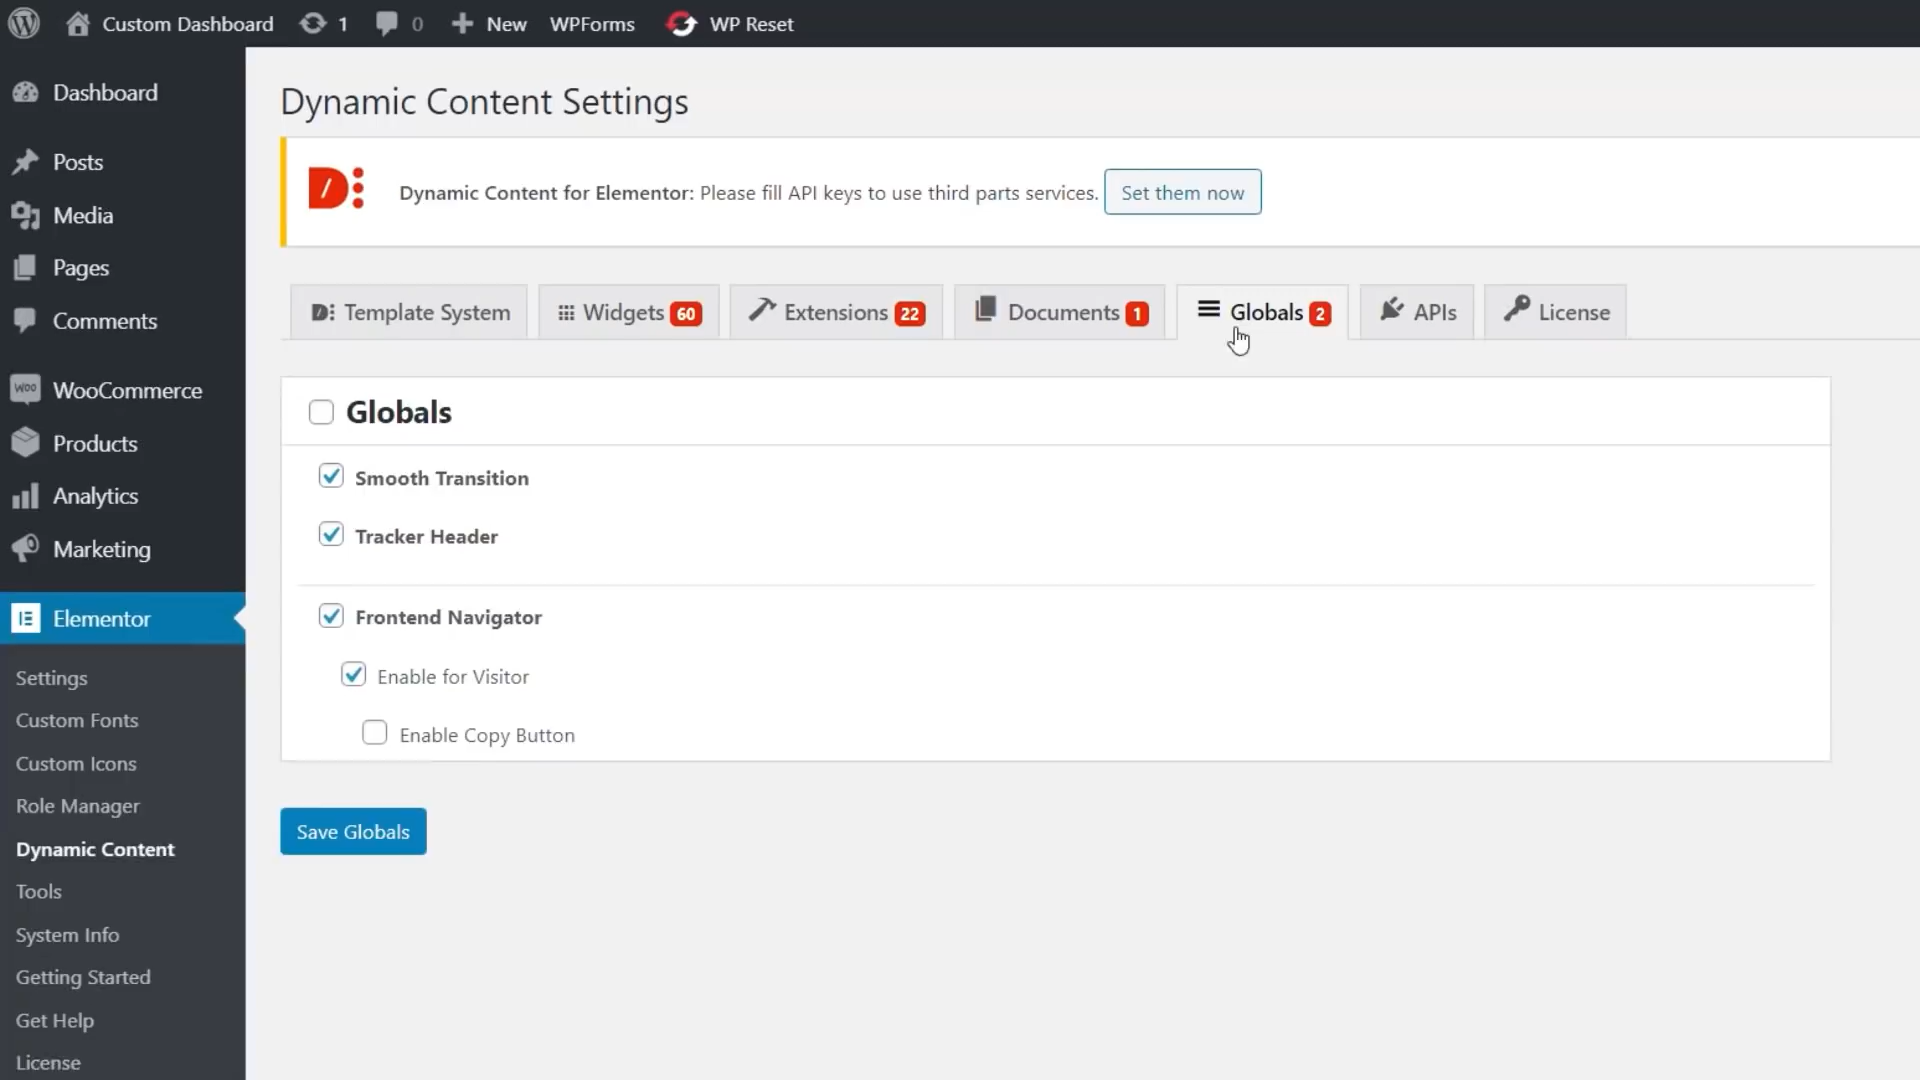 Custom Dashboard 1 0 New WPForms WP Reset
Dashboard
Posts
Media
Pages
Comments
WooCommerce
Products
Analytics
Marketing
Elementor
Settings
Custom Fonts
Custom Icons
Role Manager
Dynamic Content
Tools
System Info
Getting Started
Get Help
License
Dynamic Content Settings
Dynamic Content for Elementor: Please fill API keys to use third parts services. Set them now
Template System Widgets 60 Extensions 22 Documents 1 Globals 2 APIs License
Globals
Smooth Transition
Tracker Header
Frontend Navigator
Enable for Visitor
Enable Copy Button
Save Globals